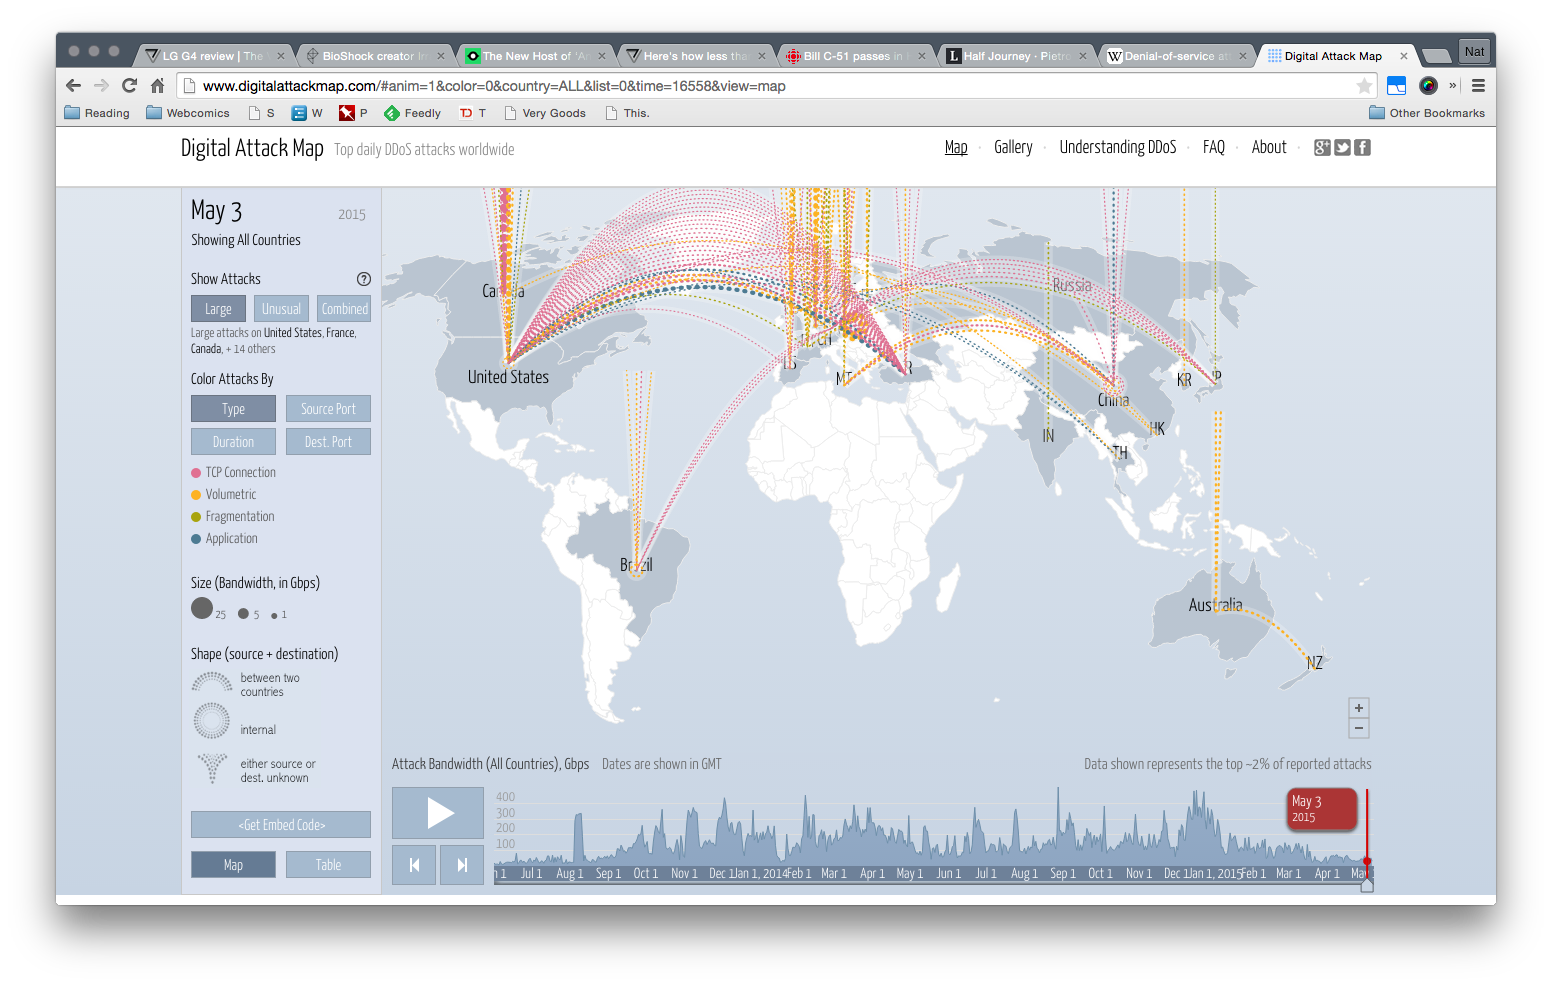 LG G4 review | The
BioShock creator
The New Host of
Here's how less tha
Bill C-51 passes in
Half Journey - Pietr
Denial-of-service at
Digital Attack Map
Nat
www.digitalattackmap.com/#anim=1&color=0&country=ALL&list=0&time=16558&view=map
Reading
Webcomics
S
W
P
Feedly
T
Very Goods
This.
Other Bookmarks
Digital Attack Map
Top daily DDoS attacks worldwide
Map
Gallery
Understanding DDoS
FAQ
About
May 3
2015
Showing All Countries
Show Attacks
?
Large
Unusual
Combined
Large attacks on United States, France,
Canada, + 14 others
Color Attacks By
Type
Source Port
Duration
Dest. Port
TCP Connection
Volumetric
Fragmentation
Application
Size (Bandwidth, in Gbps)
25
5
1
Shape (source + destination)
between two
countries
internal
either source or
dest. unknown
<Get Embed Code>
Map
Table
Canada
United States
Brazil
Russia
China
KR
HK
IN
TH
Australia
NZ
+
−
Attack Bandwidth (All Countries), Gbps
Dates are shown in GMT
Data shown represents the top ~2% of reported attacks
400
300
200
100
May 3
2015
Jul 1
Aug 1
Sep 1
Oct 1
Nov 1
Dec 1
Jan 1, 2014
Feb 1
Mar 1
Apr 1
May 1
Jun 1
Jul 1
Aug 1
Sep 1
Oct 1
Nov 1
Dec 1
Jan 1, 2015
Feb 1
Mar 1
Apr 1